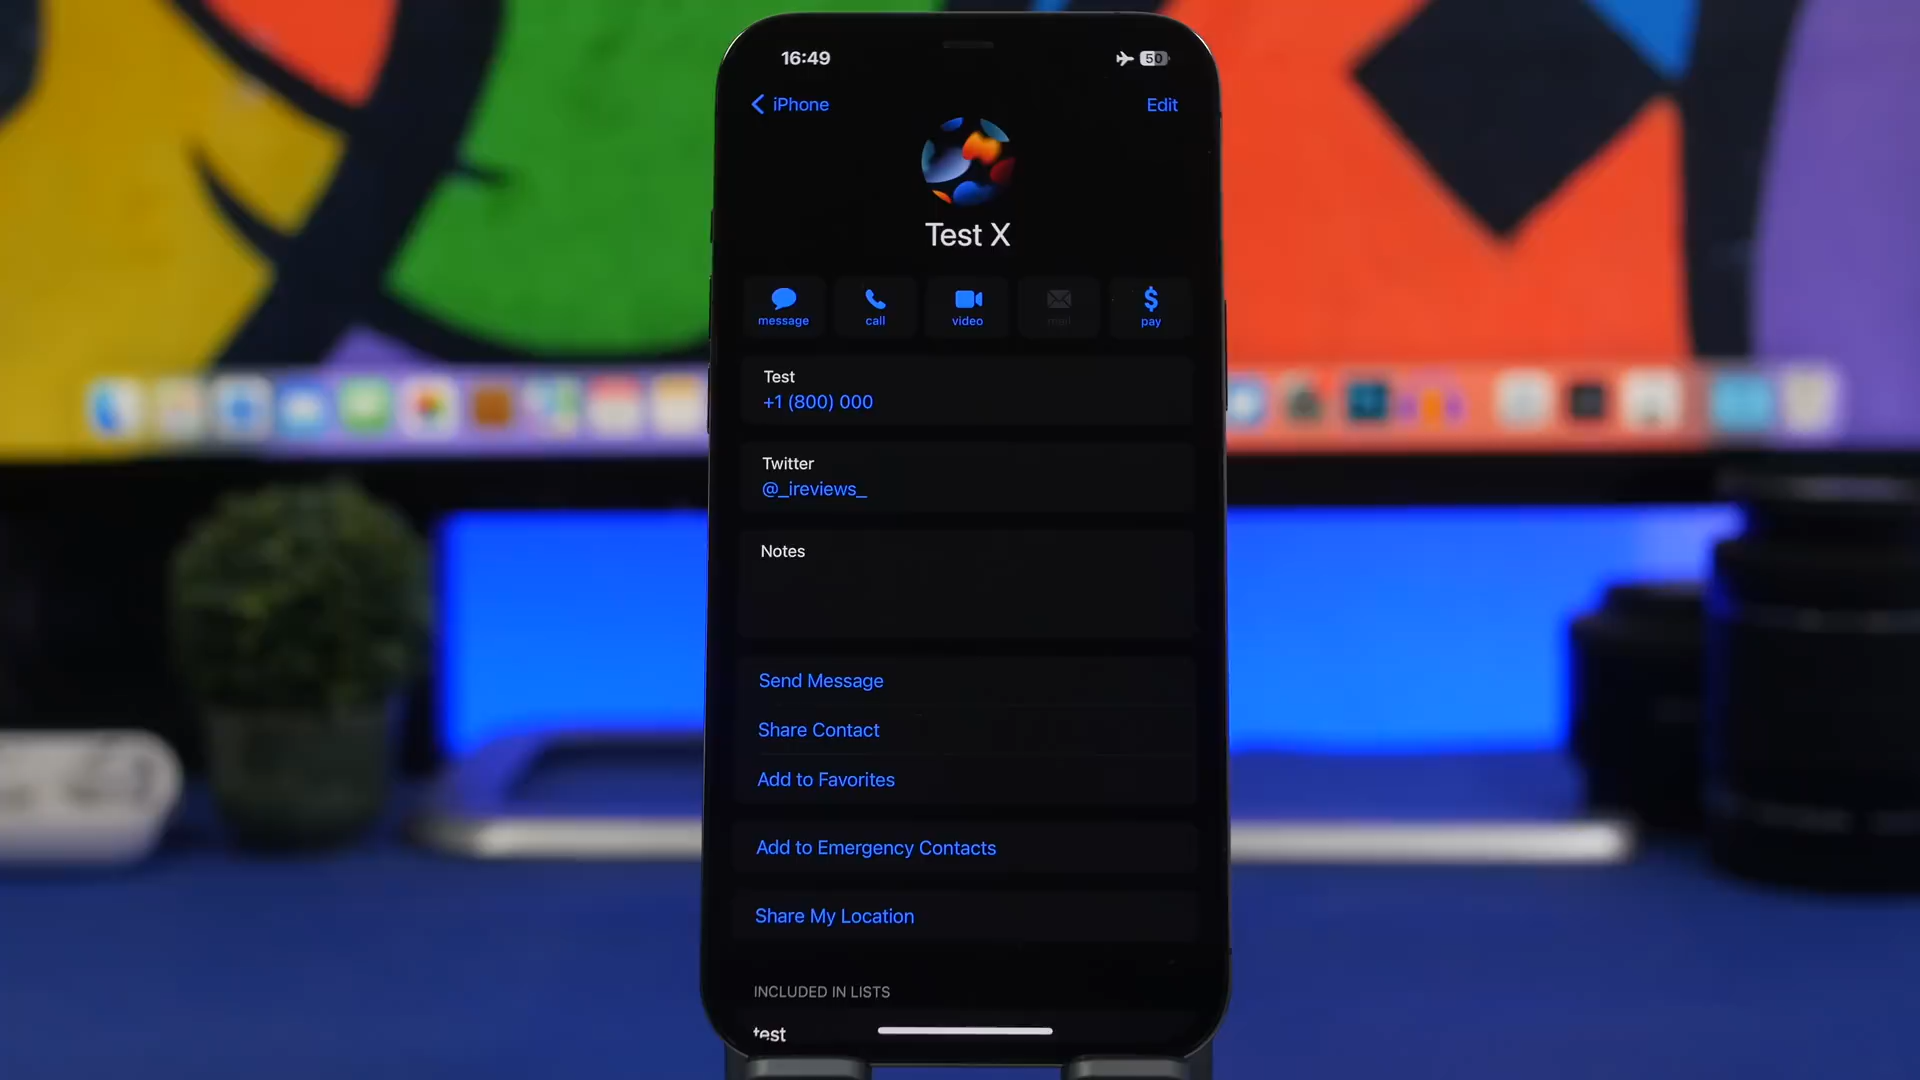 16:49
50
iPhone
Edit
Test X
message
call
video
mail
pay
Test
+1 (800) 000
Twitter
@_ireviews_
Notes
Send Message
Share Contact
Add to Favorites
Add to Emergency Contacts
Share My Location
INCLUDED IN LISTS
test